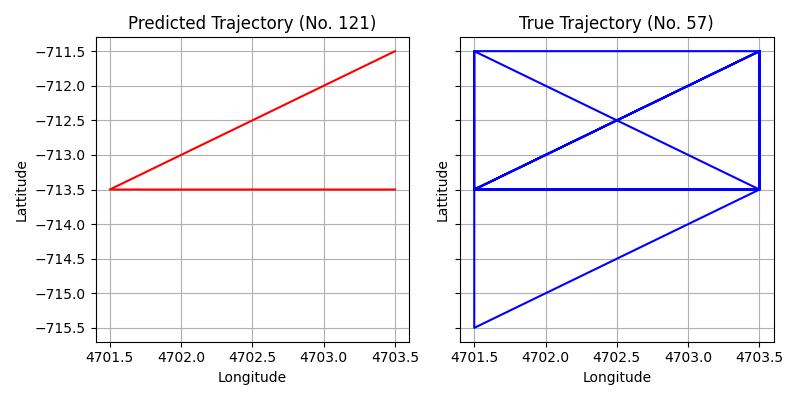 Predicted Trajectory (No. 121)
True Trajectory (No. 57)
Lattitude
−711.5
−712.0
−712.5
−713.0
−713.5
−714.0
−714.5
−715.0
−715.5
4701.5 4702.0 4702.5 4703.0 4703.5
Longitude
Lattitude
4701.5 4702.0 4702.5 4703.0 4703.5
Longitude